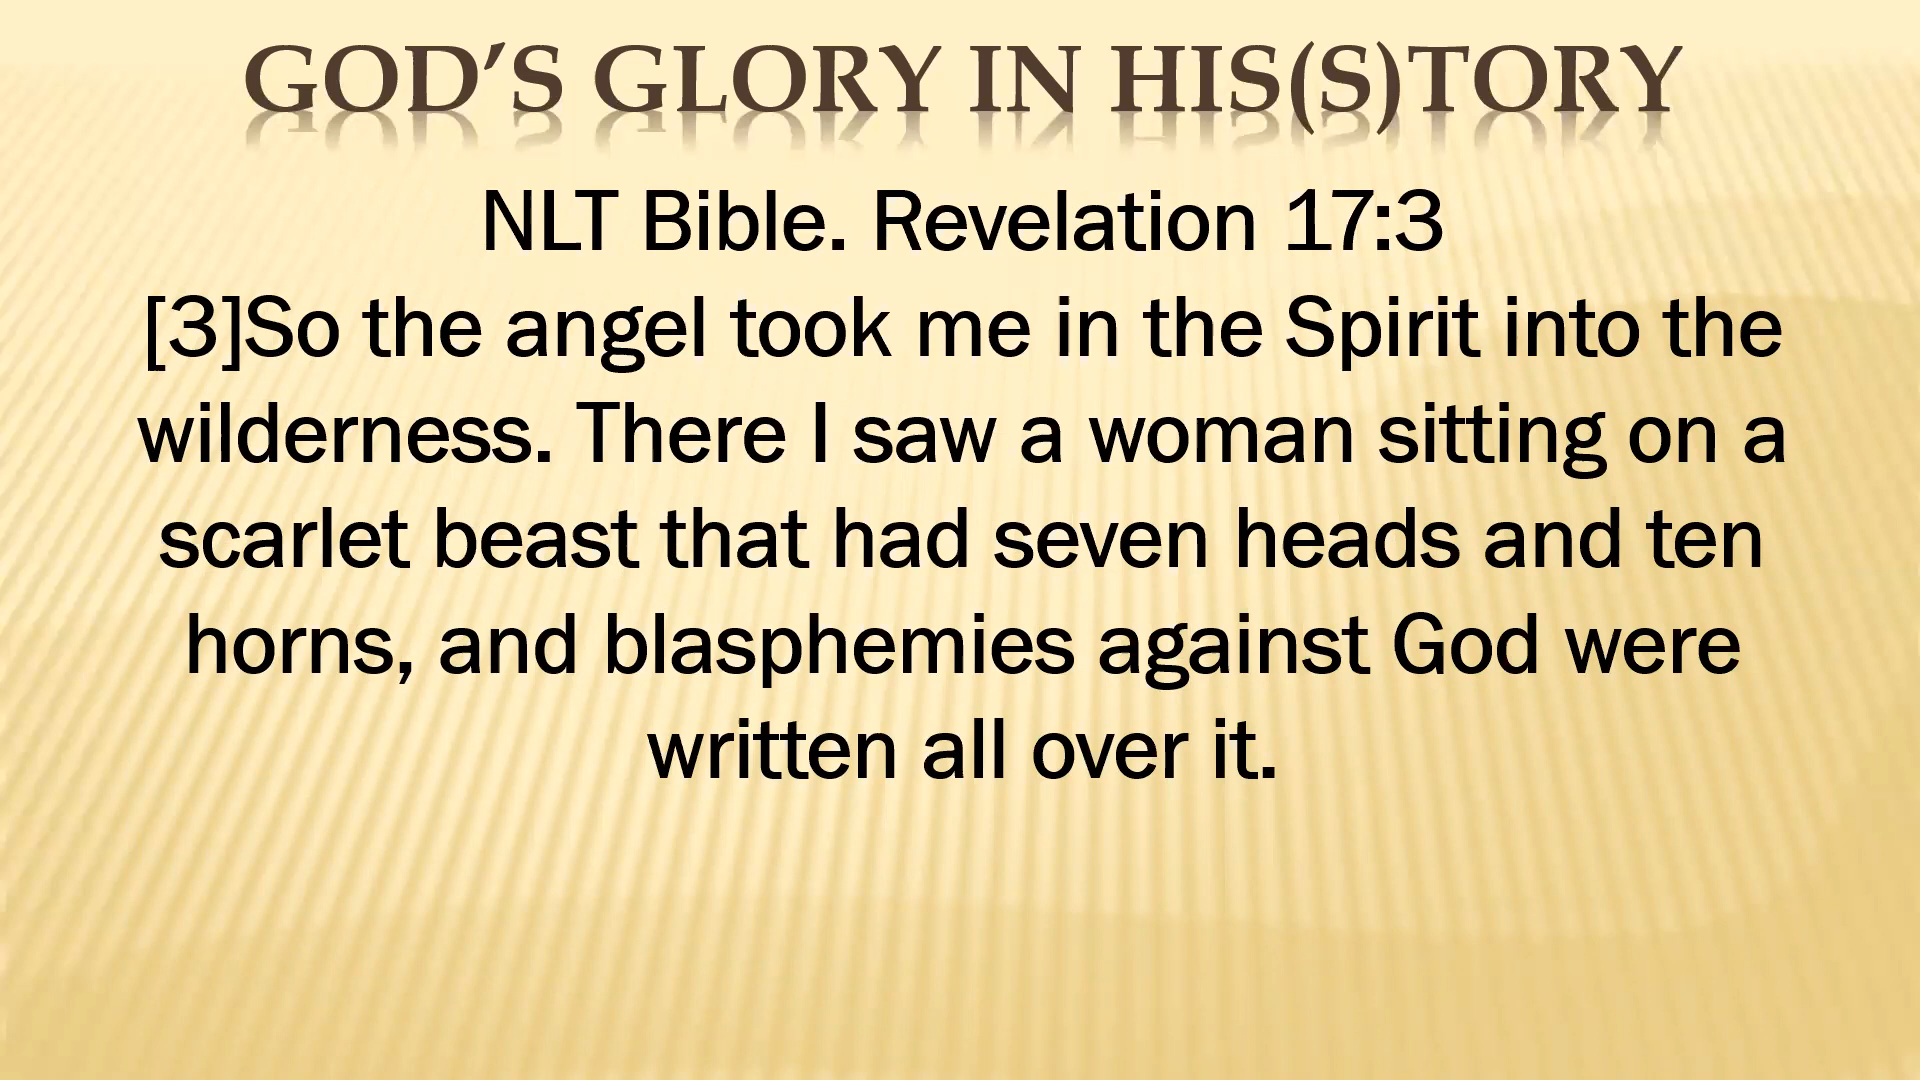 GOD’S GLORY IN HIS(S)TORY
NLT Bible. Revelation 17:3
[3]So the angel took me in the Spirit into the
wilderness. There I saw a woman sitting on a
scarlet beast that had seven heads and ten
horns, and blasphemies against God were
written all over it.